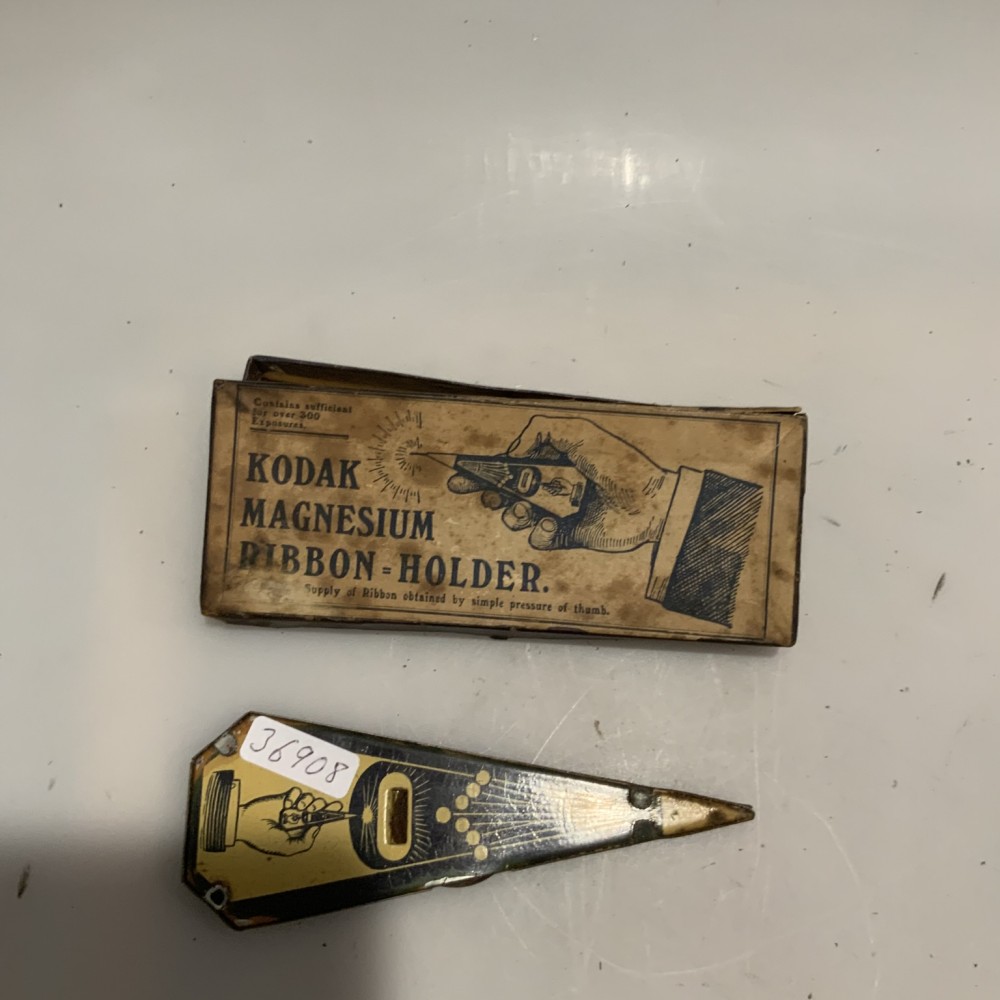 Contains sufficient
for over 300
Exposures.
KODAK
MAGNESIUM
RIBBON=HOLDER.
Supply of Ribbon obtained by simple pressure of thumb.
36908